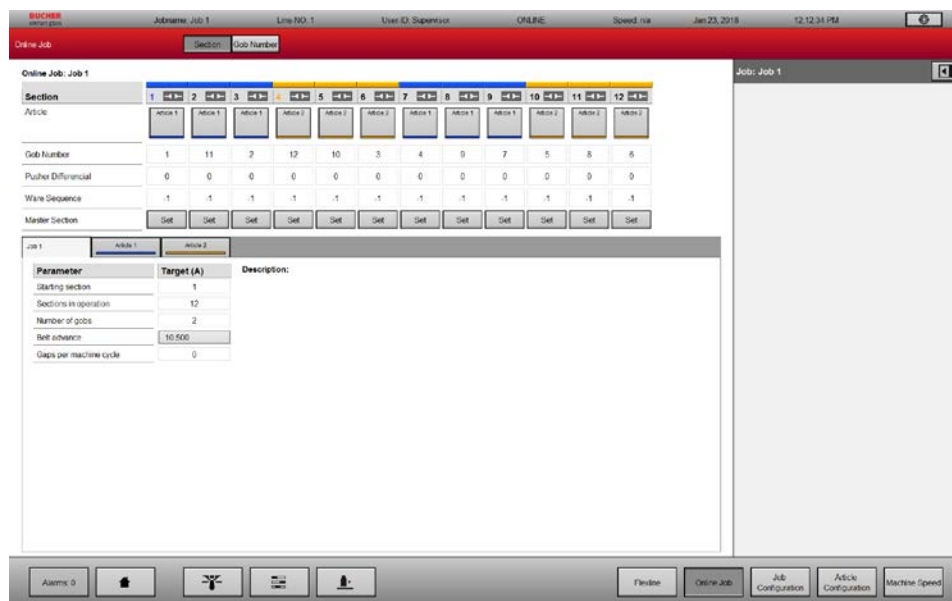 BUCHER
emhart glass
Jobname: Job 1 Line NO. 1 User ID: Supervisor ONLINE Speed: n/a Jan 23, 2018 12:12:34 PM
Online Job Section Gob Number
Online Job: Job 1 Job: Job 1
Section 1 2 3 4 5 6 7 8 9 10 11 12
Article Article 1 Article 1 Article 1 Article 2 Article 2 Article 2 Article 1 Article 1 Article 1 Article 2 Article 2 Article 2
Gob Number 1 11 2 12 10 3 4 9 7 5 8 6
Pusher Differencial 0 0 0 0 0 0 0 0 0 0 0 0
Ware Sequence -1 -1 -1 -1 -1 -1 -1 -1 -1 -1 -1 -1
Master Section Set Set Set Set Set Set Set Set Set Set Set Set
Job 1 Article 1 Article 2
Parameter Target (A) Description:
Starting section 1
Sections in operation 12
Number of gobs 2
Belt advance 10.500
Gaps per machine cycle 0
Alarms: 0 Flexline Online Job Job Configuration Article Configuration Machine Speed